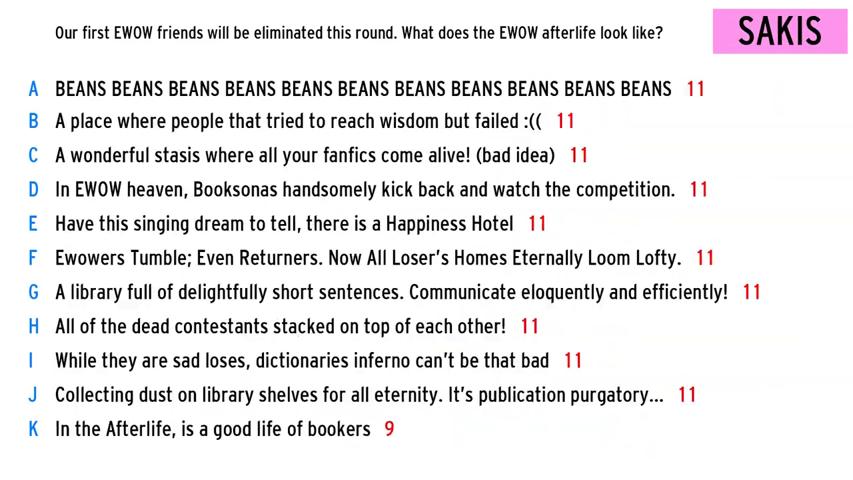 Our first EWOW friends will be eliminated this round. What does the EWOW afterlife look like?
SAKIS
A BEANS BEANS BEANS BEANS BEANS BEANS BEANS BEANS BEANS BEANS BEANS 11
B A place where people that tried to reach wisdom but failed :(( 11
C A wonderful stasis where all your fanfics come alive! (bad idea) 11
D In EWOW heaven, Booksonas handsomely kick back and watch the competition. 11
E Have this singing dream to tell, there is a Happiness Hotel 11
F Ewowers Tumble; Even Returners. Now All Loser's Homes Eternally Loom Lofty. 11
G A library full of delightfully short sentences. Communicate eloquently and efficiently! 11
H All of the dead contestants stacked on top of each other! 11
I While they are sad loses, dictionaries inferno can't be that bad 11
J Collecting dust on library shelves for all eternity. It's publication purgatory... 11
K In the Afterlife, is a good life of bookers 9